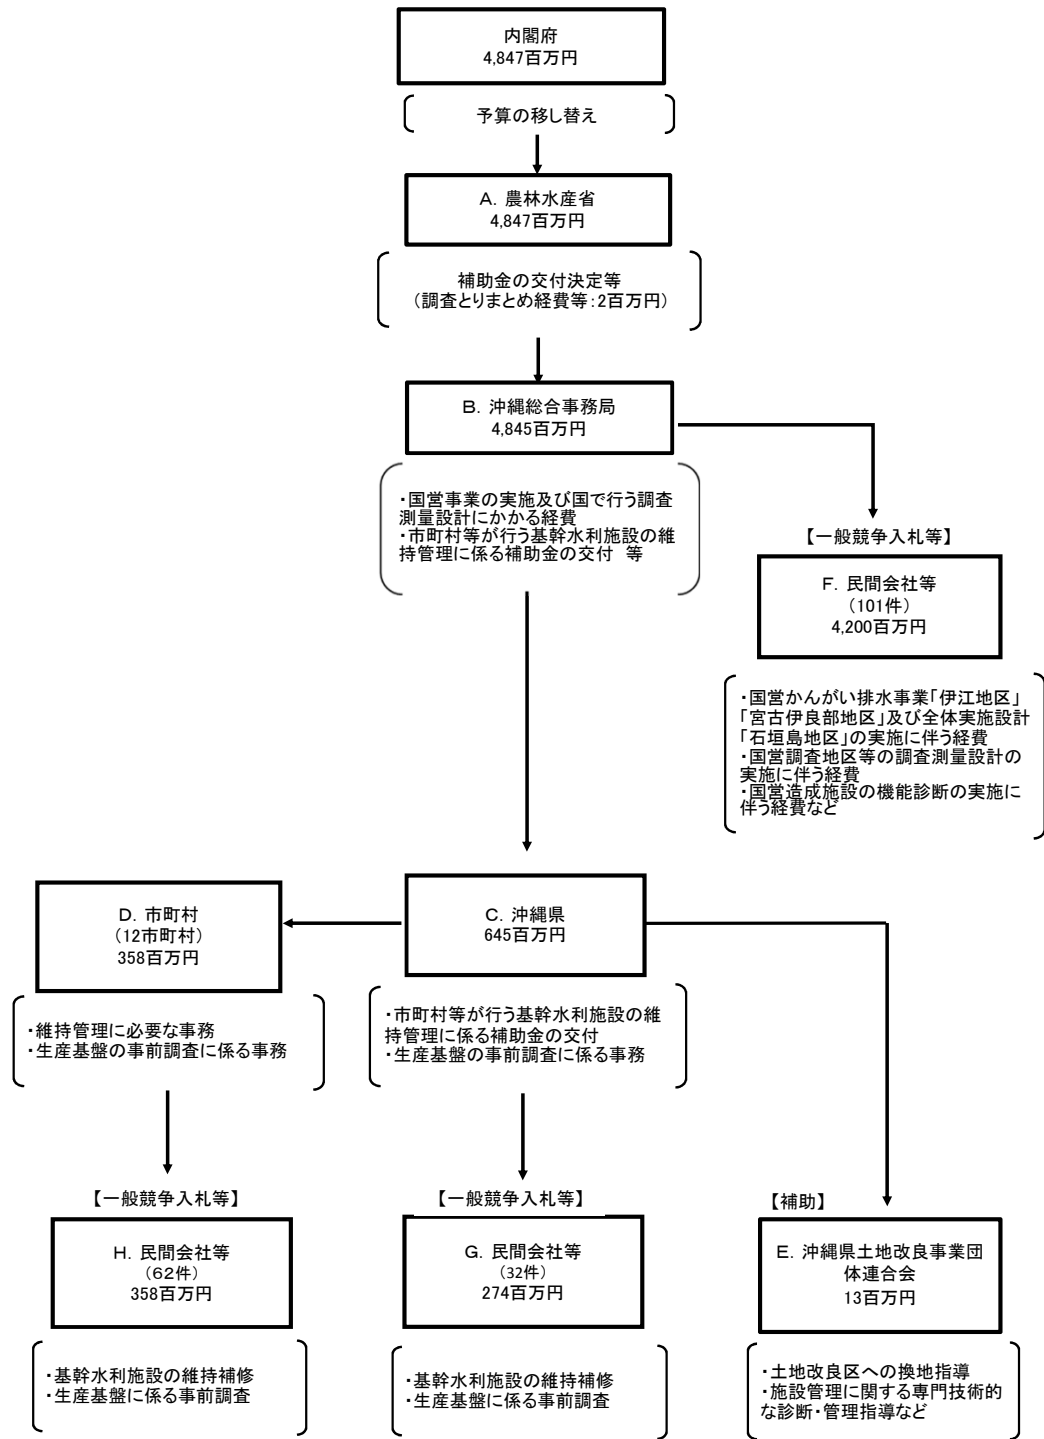 内閣府
4,847百万円
予算の移し替え
A. 農林水産省
4,847百万円
補助金の交付決定等
(調査とりまとめ経費等:2百万円)
B. 沖縄総合事務局
4,845百万円
・国営事業の実施及び国で行う調査
測量設計にかかる経費
・市町村等が行う基幹水利施設の維
持管理に係る補助金の交付 等
【一般競争入札等】
F. 民間会社等
(101件)
4,200百万円
・国営かんがい排水事業「伊江地区」
「宮古伊良部地区」及び全体実施設計
「石垣島地区」の実施に伴う経費
・国営調査地区等の調査測量設計の
実施に伴う経費
・国営造成施設の機能診断の実施に
伴う経費など
D. 市町村
(12市町村)
358百万円
C. 沖縄県
645百万円
・維持管理に必要な事務
・生産基盤の事前調査に係る事務
・市町村等が行う基幹水利施設の維
持管理に係る補助金の交付
・生産基盤の事前調査に係る事務
【一般競争入札等】
H. 民間会社等
(62件)
358百万円
【一般競争入札等】
G. 民間会社等
(32件)
274百万円
【補助】
E. 沖縄県土地改良事業団
体連合会
13百万円
・基幹水利施設の維持補修
・生産基盤に係る事前調査
・基幹水利施設の維持補修
・生産基盤に係る事前調査
・土地改良区への換地指導
・施設管理に関する専門技術的
な診断・管理指導など